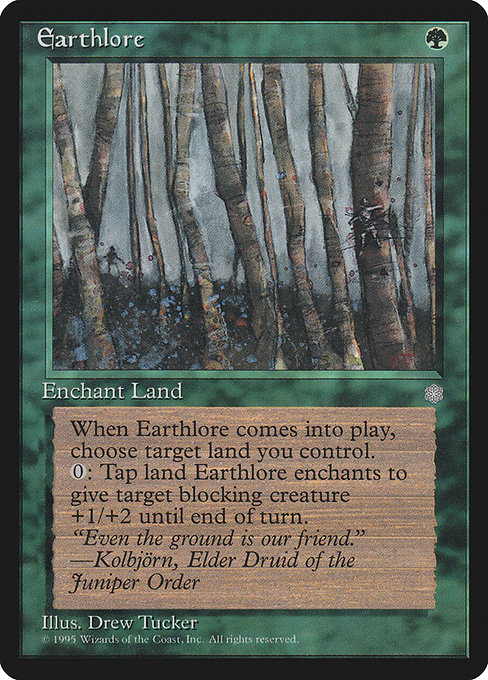 Earthlore
Enchant Land
When Earthlore comes into play,
choose target land you control.
0: Tap land Earthlore enchants to
give target blocking creature
+1/+2 until end of turn.
“Even the ground is our friend.”
—Kolbjörn, Elder Druid of the
Juniper Order
Illus. Drew Tucker
© 1995 Wizards of the Coast, Inc. All rights reserved.